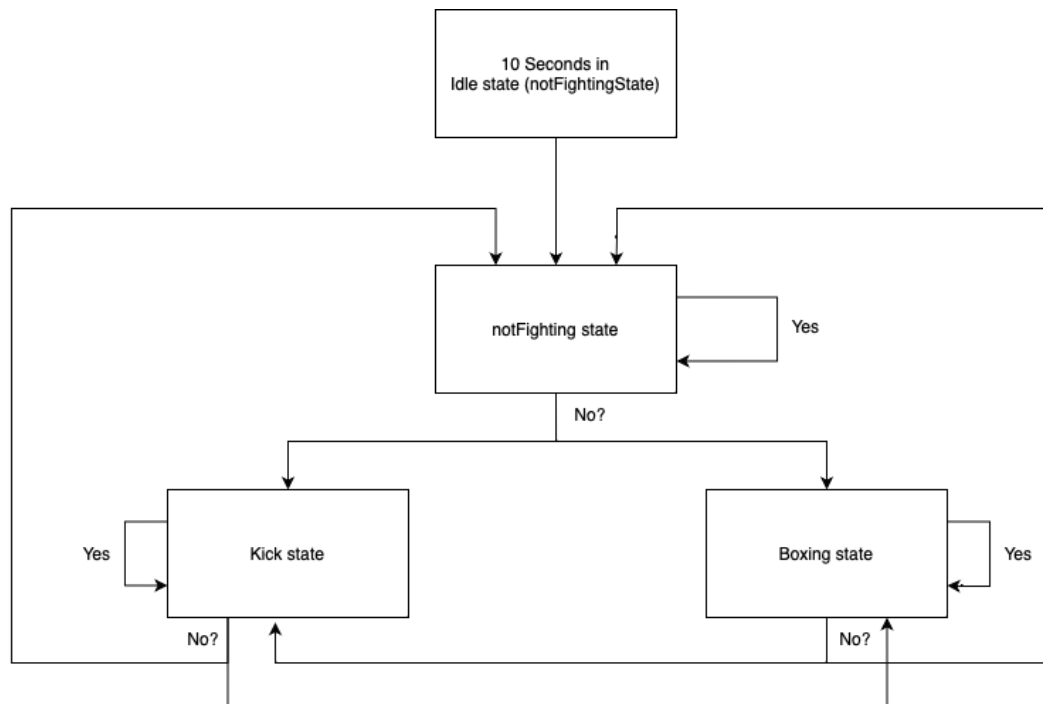 10 Seconds in
Idle state (notFightingState)
notFighting state
Yes
No?
Yes
Kick state
Boxing state
Yes
No?
No?